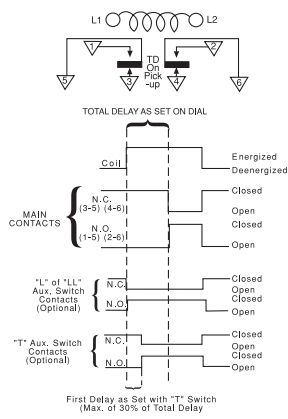 L1 L2
1 2
TD
On
Pick
-up
5 3 4 6
TOTAL DELAY AS SET ON DIAL
Coil
Energized
Deenergized
MAIN
CONTACTS
N.C.
(3-5) (4-6)
Closed
Open
N.O.
(1-5) (2-6)
Closed
Open
"L" of "LL"
Aux. Switch
Contacts
(Optional)
N.C.
Closed
Open
N.O.
Closed
Open
"T" Aux. Switch
Contacts
(Optional)
N.C.
Closed
Open
N.O.
Closed
Open
First Delay as Set with "T" Switch
(Max. of 30% of Total Delay